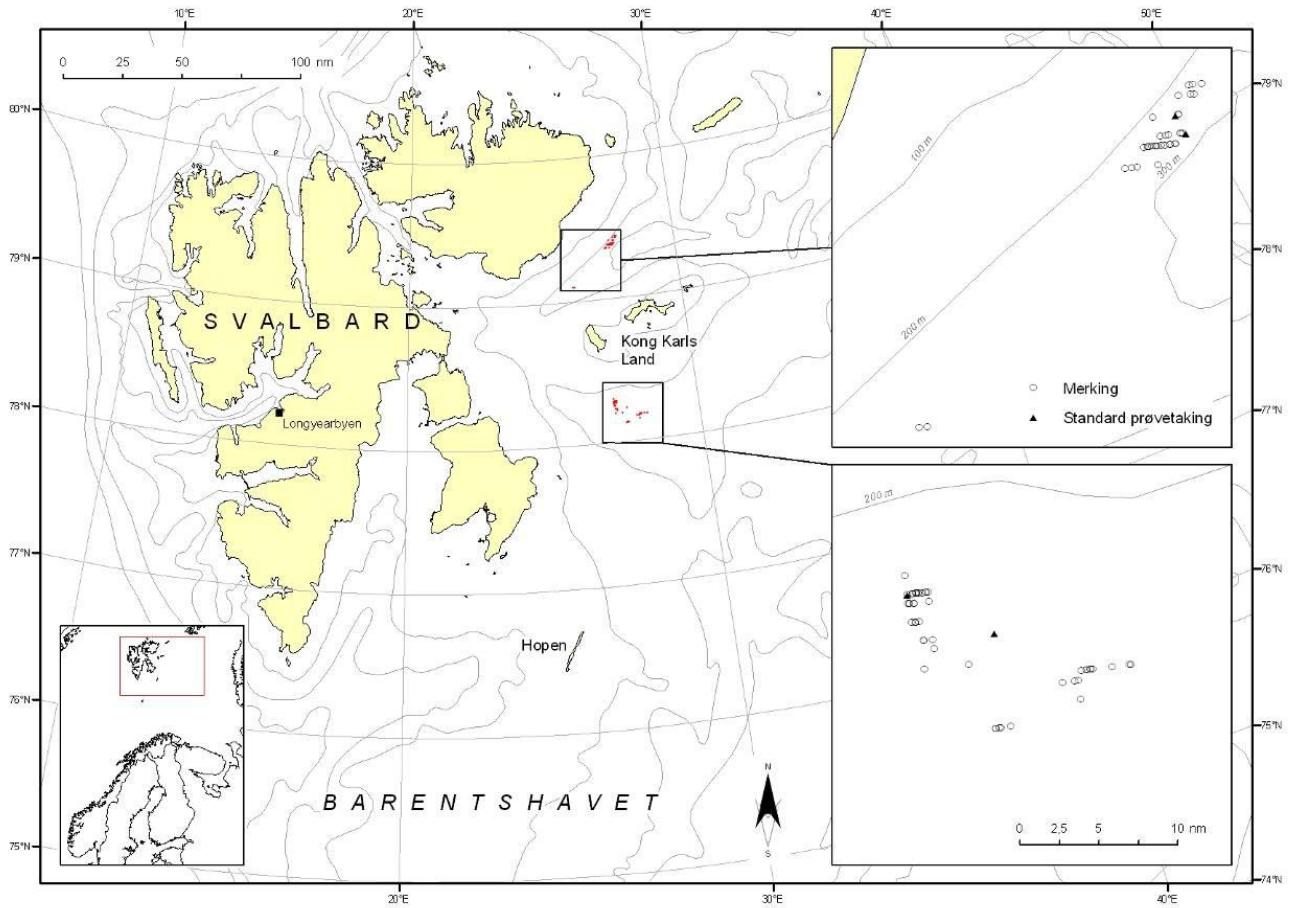 10°E
20°E
30°E
40°E
50°E
0 25 50 100 nm
80°N
79°N
78°N
77°N
76°N
75°N
79°N
78°N
77°N
76°N
75°N
74°N
SVALBARD
Longyearbyen
Kong Karls
Land
Hopen
BARENTSHAVET
N
S
100 m
200 m
300 m
Merking
Standard prøvetaking
200 m
0 2,5 5 10 nm
20°E
30°E
40°E